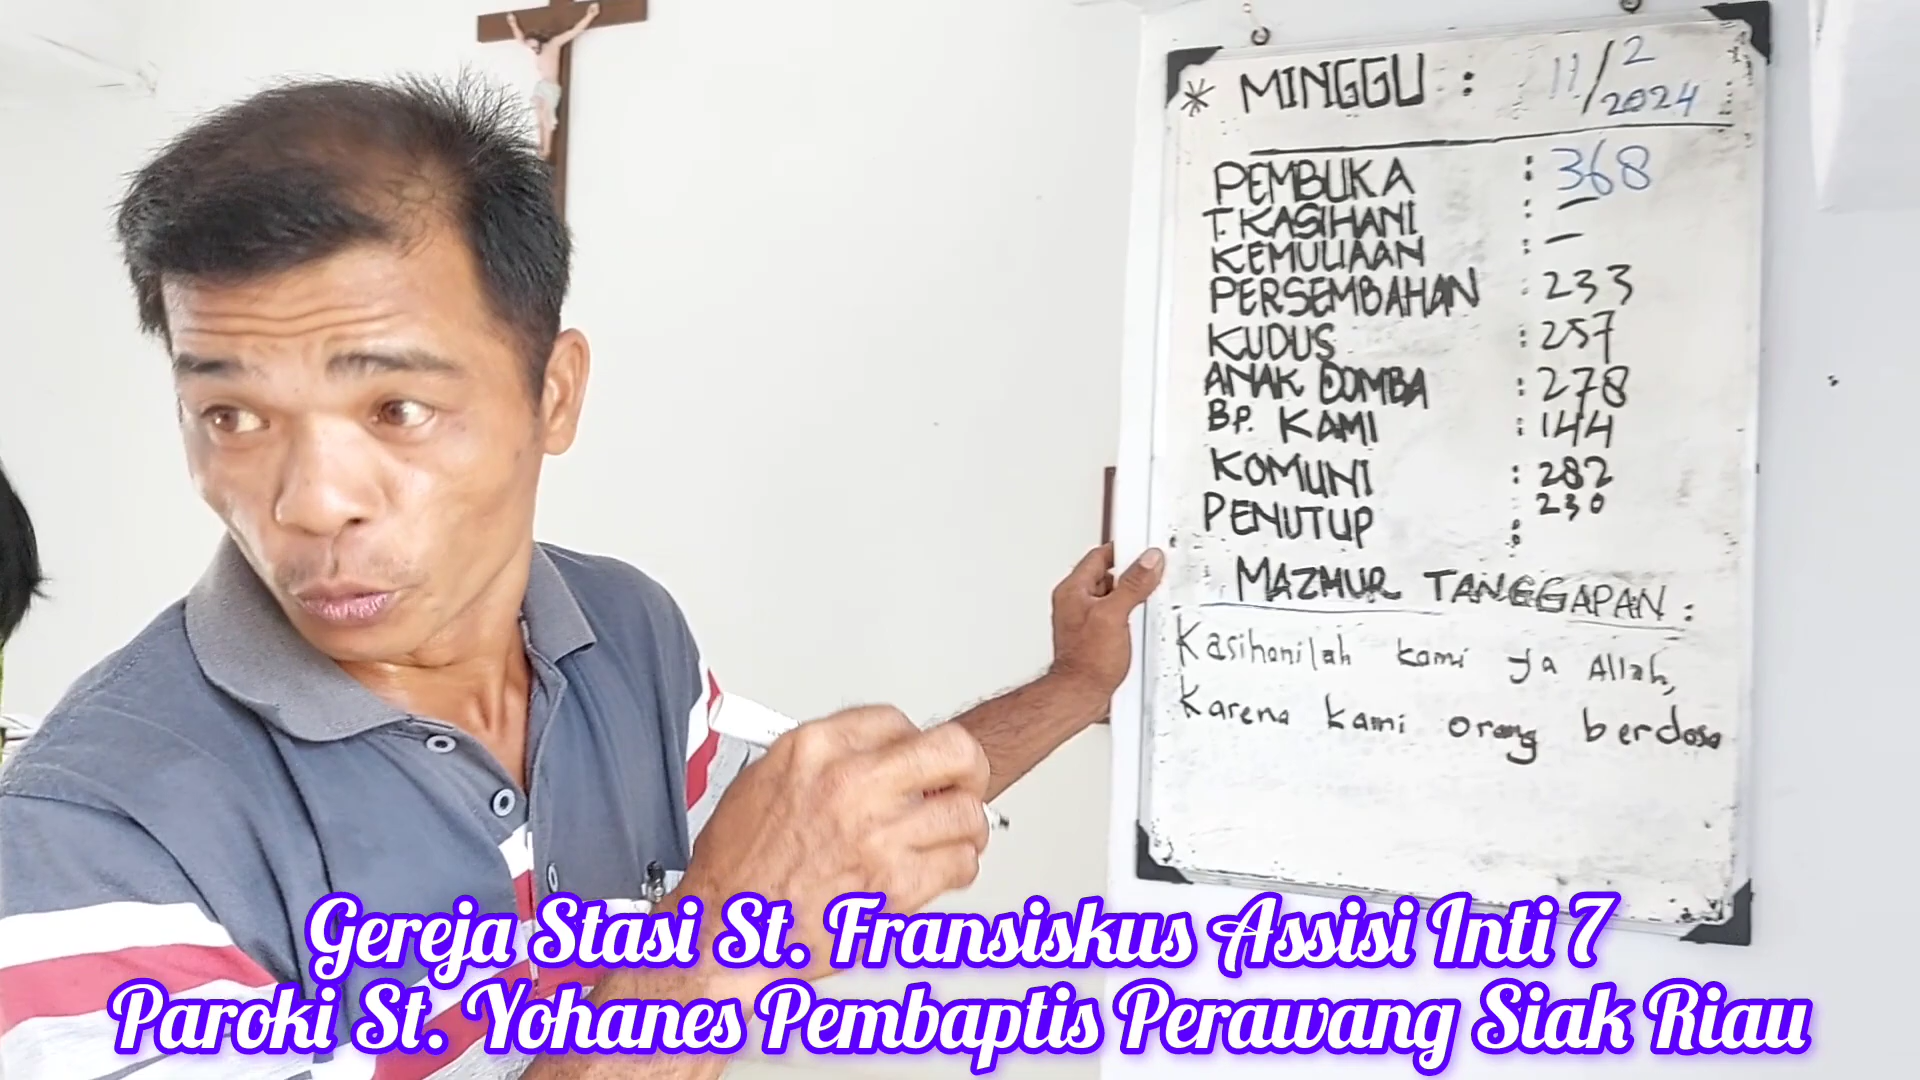 * MINGGU : 11/2 2024
PEMBUKA : 368
T. KASIHANI : –
KEMULIAAN : –
PERSEMBAHAN : 233
KUDUS : 257
ANAK DOMBA : 278
BP. KAMI : 144
KOMUNI : 282
PENUTUP : 230
MAZMUR TANGGAPAN :
Kasihanilah kami ya Allah,
Karena kami orang berdosa
Gereja Stasi St. Fransiskus Assisi Inti 7
Paroki St. Yohanes Pembaptis Perawang Siak Riau